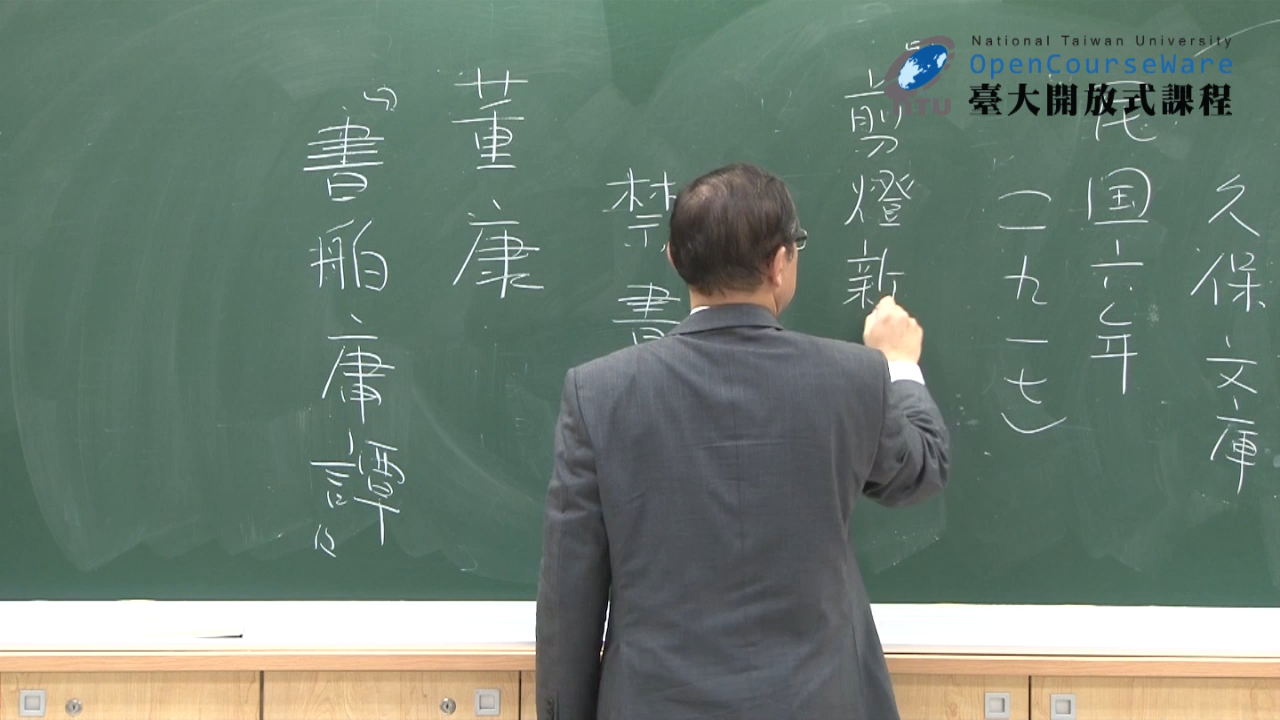 National Taiwan University
OpenCourseWare
臺大開放式課程
NTU
久保文庫
民国六年
(一九一七)
『剪燈新
禁書
董康
『書舶庸譚』